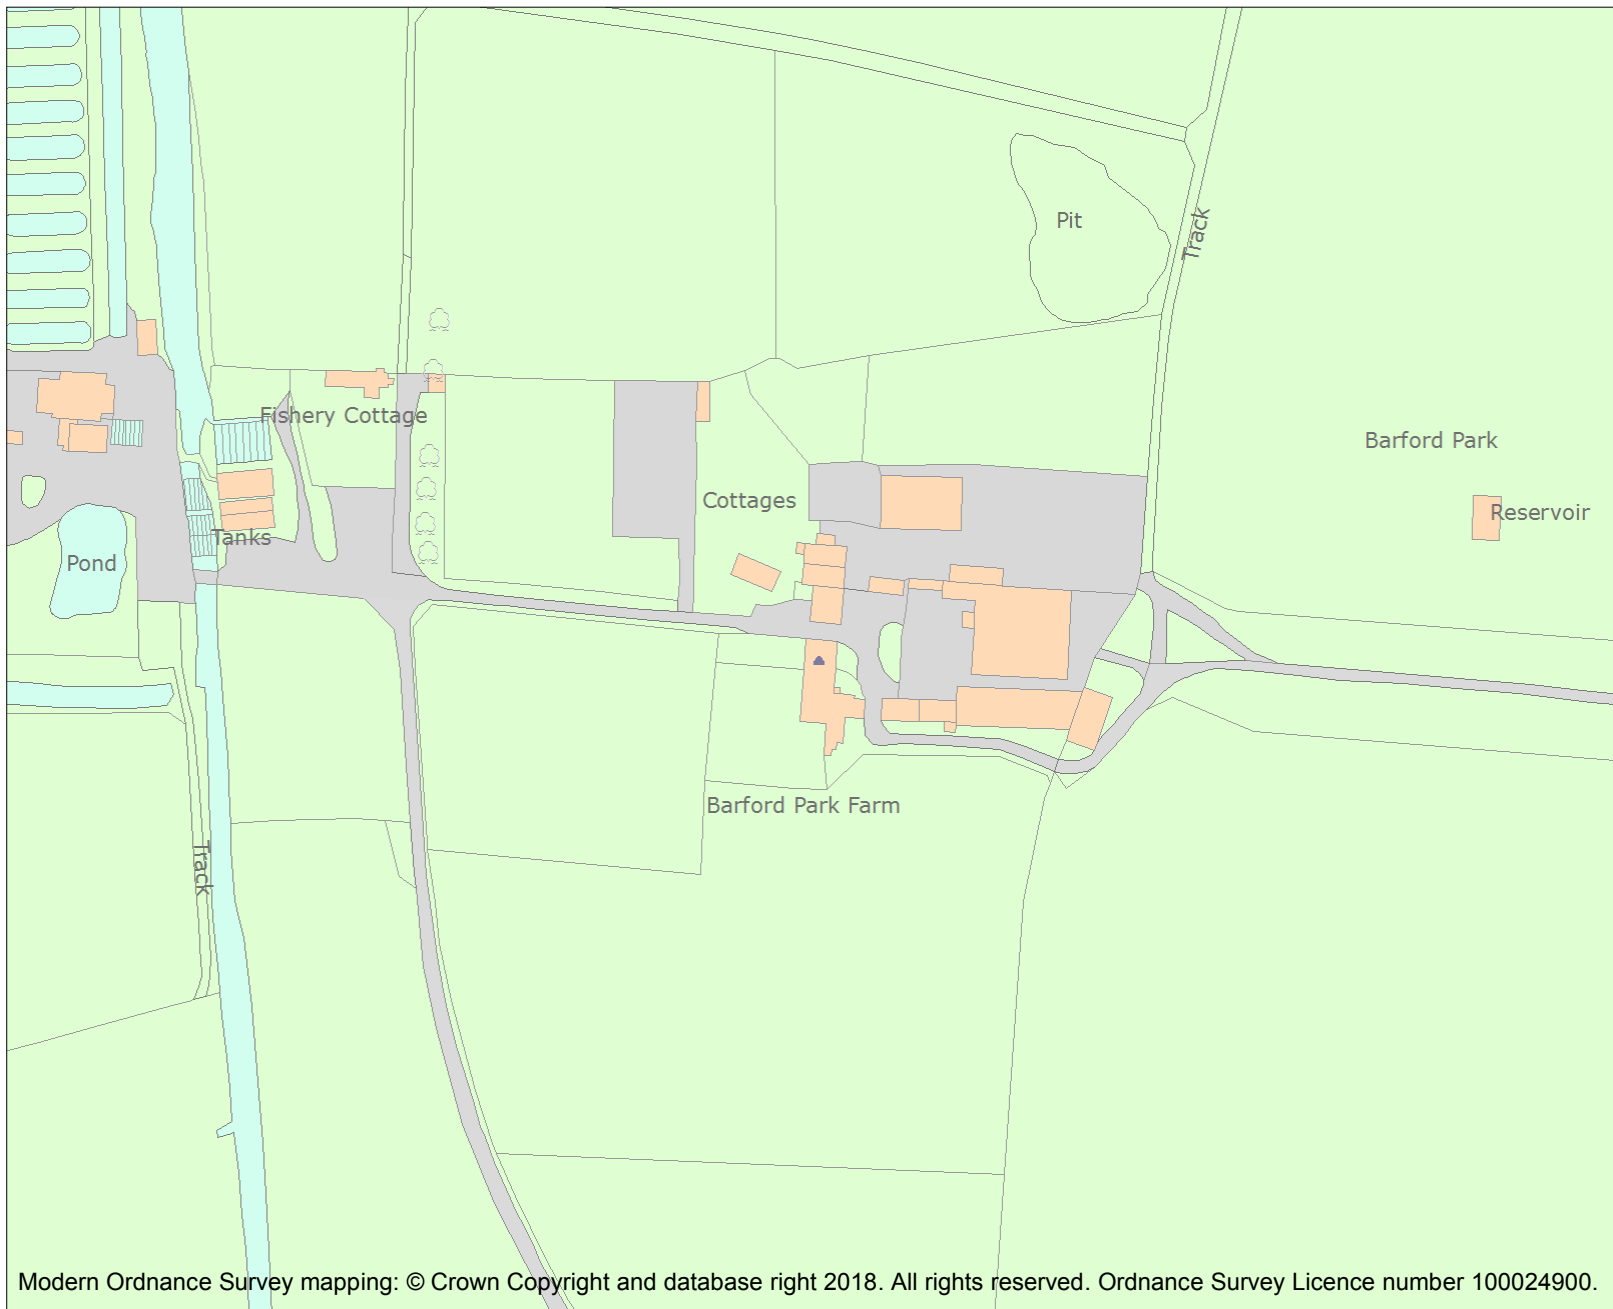 Pit
Track
Fishery Cottage
Barford Park
Cottages
Reservoir
Tanks
Pond
Barford Park Farm
Track
Modern Ordnance Survey mapping: © Crown Copyright and database right 2018. All rights reserved. Ordnance Survey Licence number 100024900.